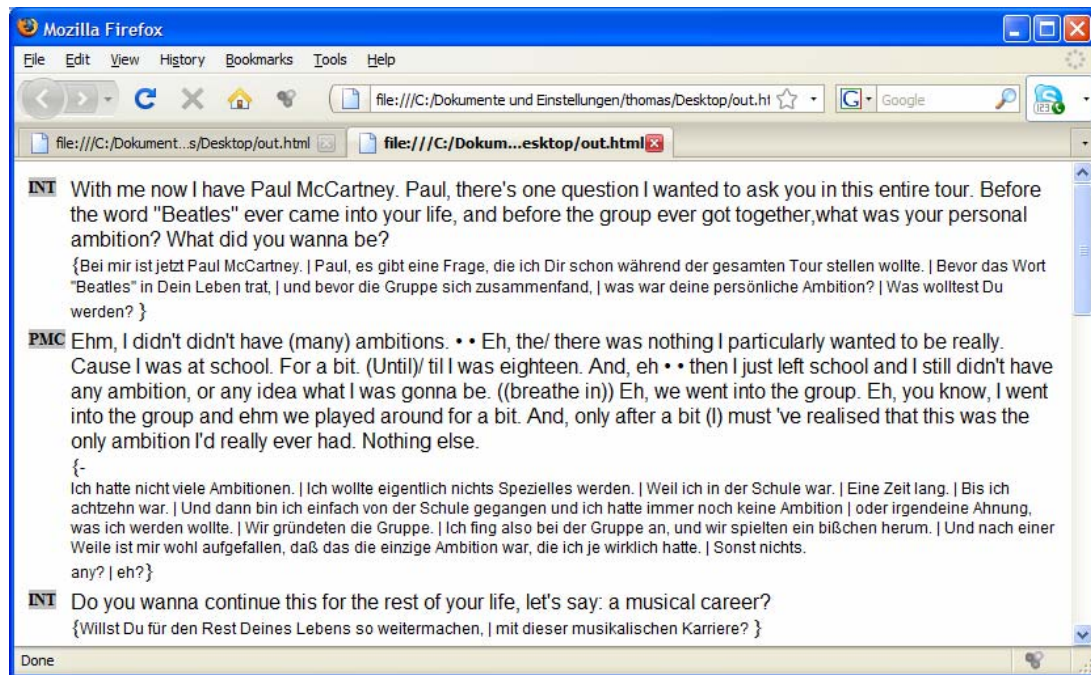 Mozilla Firefox
File Edit View History Bookmarks Tools Help
file:///C:/Dokumente und Einstellungen/thomas/Desktop/out.ht G Google 123
file:///C:/Dokument...s/Desktop/out.html file:///C:/Dokum...esktop/out.html
INT With me now I have Paul McCartney. Paul, there's one question I wanted to ask you in this entire tour. Before
the word "Beatles" ever came into your life, and before the group ever got together,what was your personal
ambition? What did you wanna be?
{Bei mir ist jetzt Paul McCartney. | Paul, es gibt eine Frage, die ich Dir schon während der gesamten Tour stellen wollte. | Bevor das Wort
"Beatles" in Dein Leben trat, | und bevor die Gruppe sich zusammenfand, | was war deine persönliche Ambition? | Was wolltest Du
werden? }
PMC Ehm, I didn't didn't have (many) ambitions. • • Eh, the/ there was nothing I particularly wanted to be really.
Cause I was at school. For a bit. (Until)/ til I was eighteen. And, eh • • then I just left school and I still didn't have
any ambition, or any idea what I was gonna be. ((breathe in)) Eh, we went into the group. Eh, you know, I went
into the group and ehm we played around for a bit. And, only after a bit (I) must 've realised that this was the
only ambition I'd really ever had. Nothing else.
{-
Ich hatte nicht viele Ambitionen. | Ich wollte eigentlich nichts Spezielles werden. | Weil ich in der Schule war. | Eine Zeit lang. | Bis ich
achtzehn war. | Und dann bin ich einfach von der Schule gegangen und ich hatte immer noch keine Ambition | oder irgendeine Ahnung,
was ich werden wollte. | Wir gründeten die Gruppe. | Ich fing also bei der Gruppe an, und wir spielten ein bißchen herum. | Und nach einer
Weile ist mir wohl aufgefallen, daß das die einzige Ambition war, die ich je wirklich hatte. | Sonst nichts.
any? | eh?}
INT Do you wanna continue this for the rest of your life, let's say: a musical career?
{Willst Du für den Rest Deines Lebens so weitermachen, | mit dieser musikalischen Karriere? }
Done